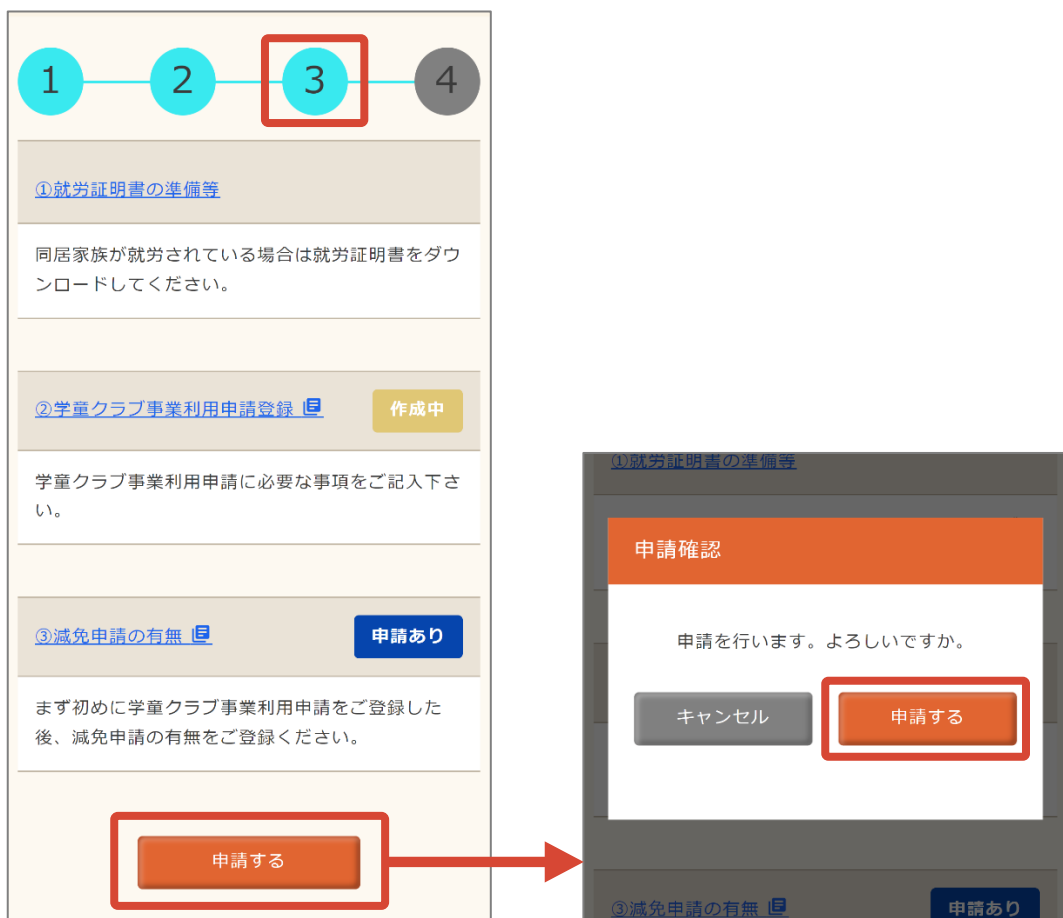 1
2
3
4
①就労証明書の準備等
同居家族が就労されている場合は就労証明書をダウ
ンロードしてください。
②学童クラブ事業利用申請登録
作成中
学童クラブ事業利用申請に必要な事項をご記入下さ
い。
③減免申請の有無
申請あり
まず初めに学童クラブ事業利用申請をご登録した
後、減免申請の有無をご登録ください。
申請する
①就労証明書の準備等
申請確認
申請を行います。よろしいですか。
キャンセル
申請する
③減免申請の有無
申請あり